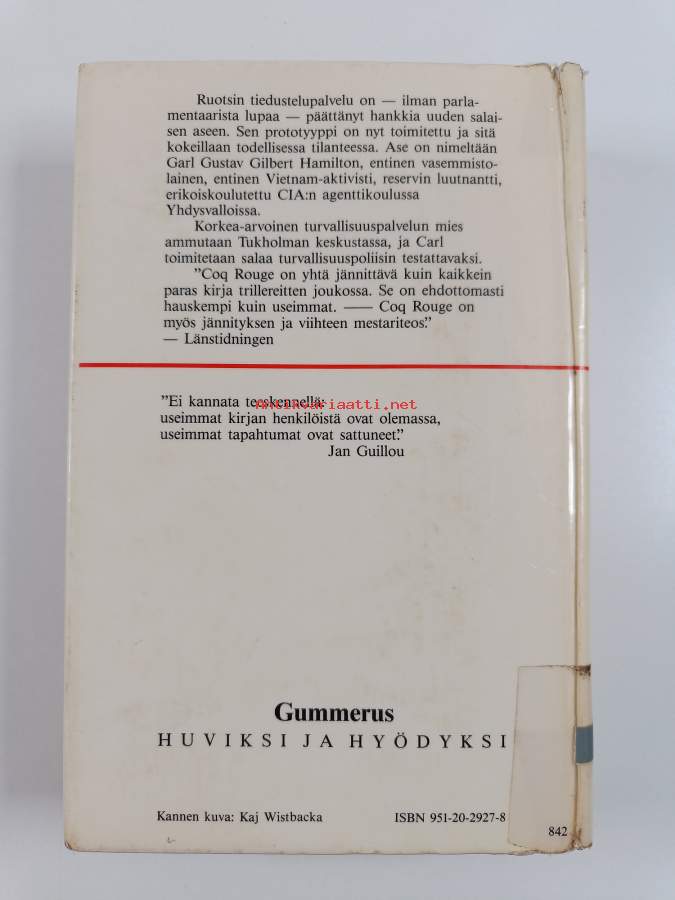 Ruotsin tiedustelupalvelu on — ilman parla-
mentaarista lupaa — päättänyt hankkia uuden salai-
sen aseen. Sen prototyyppi on nyt toimitettu ja sitä
kokeillaan todellisessa tilanteessa. Ase on nimeltään
Garl Gustav Gilbert Hamilton, entinen vasemmisto-
lainen, entinen Vietnam-aktivisti, reservin luutnantti,
erikoiskoulutettu CIA:n agenttikoulussa
Yhdysvalloissa.
Korkea-arvoinen turvallisuuspalvelun mies
ammutaan Tukholman keskustassa, ja Carl
toimitetaan salaa turvallisuuspoliisin testattavaksi.
”Coq Rouge on yhtä jännittävä kuin kaikkein
paras kirja trillereitten joukossa. Se on ehdottomasti
hauskempi kuin useimmat. —— Coq Rouge on
myös jännityksen ja viihteen mestariteos.”
— Länstidningen
”Ei kannata teeskennellä:
Antikvariaatti.net
useimmat kirjan henkilöistä ovat olemassa,
useimmat tapahtumat ovat sattuneet.”
Jan Guillou
Gummerus
HUVIKSI JA HYÖDYKSI
Kannen kuva: Kaj Wistbacka
ISBN 951-20-2927-8
842